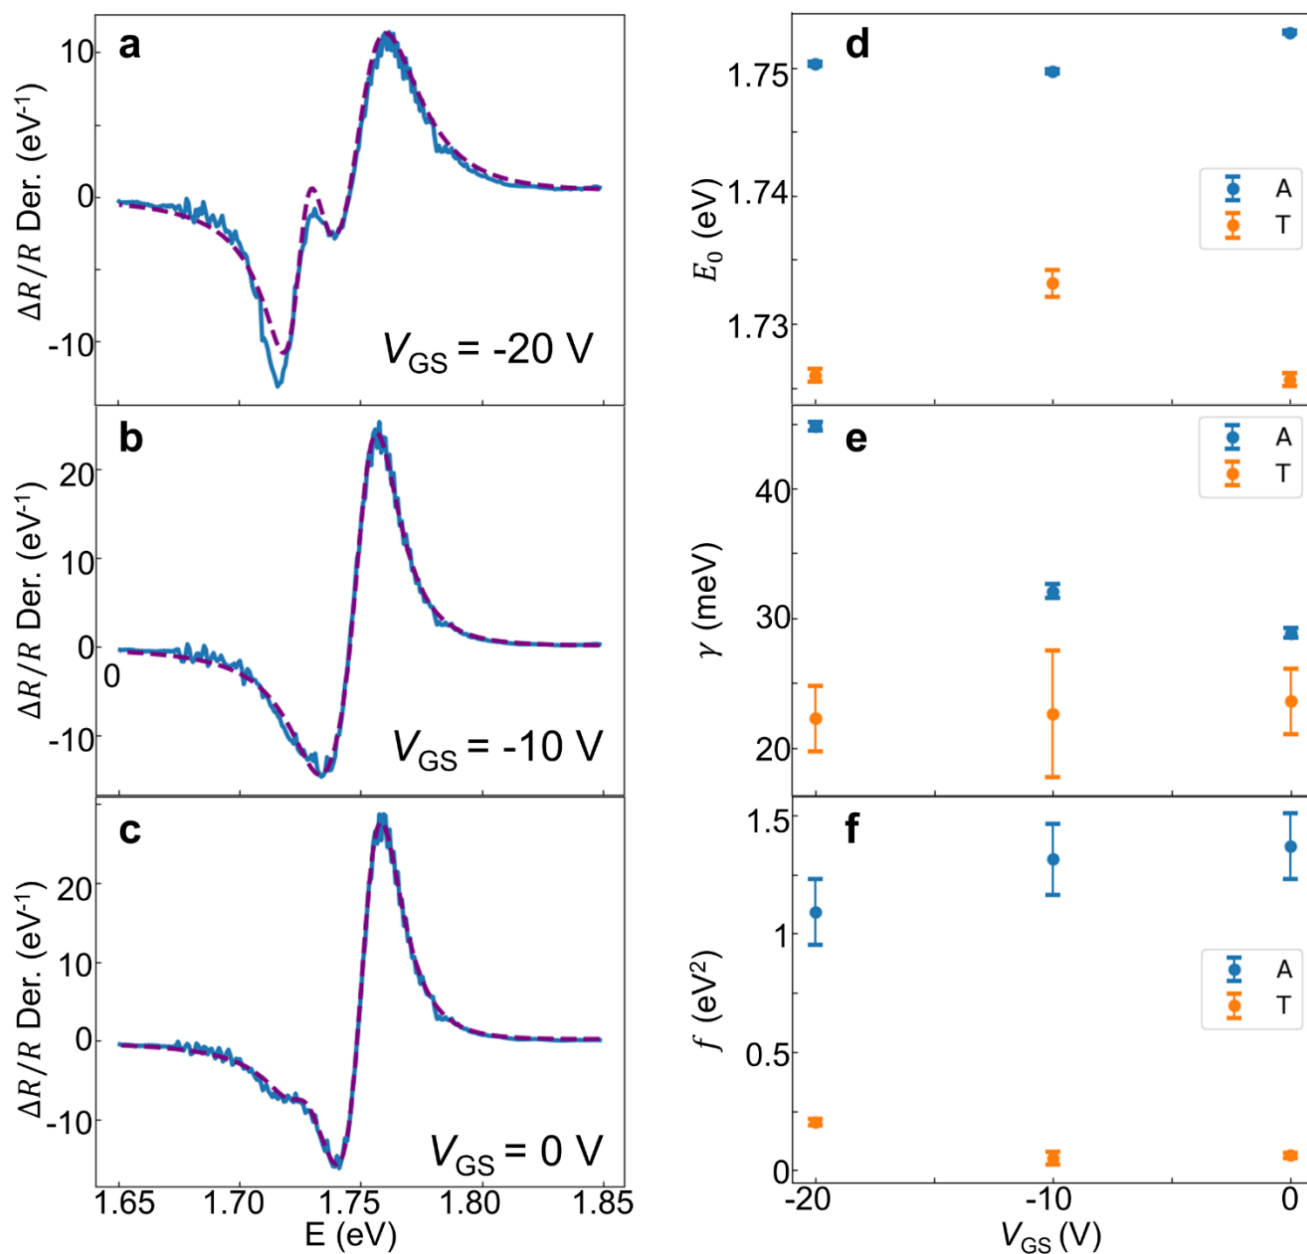 a
10
0
-10
ΔR/R Der. (eV-1)
VGS = -20 V
b
20
10
0
0
-10
ΔR/R Der. (eV-1)
VGS = -10 V
c
20
10
0
-10
ΔR/R Der. (eV-1)
VGS = 0 V
1.65
1.70
1.75
1.80
1.85
E (eV)
d
1.75
1.74
1.73
E0 (eV)
A
T
e
40
30
20
γ (meV)
A
T
f
1.5
1
0.5
0
f (eV2)
A
T
-20
-10
0
VGS (V)